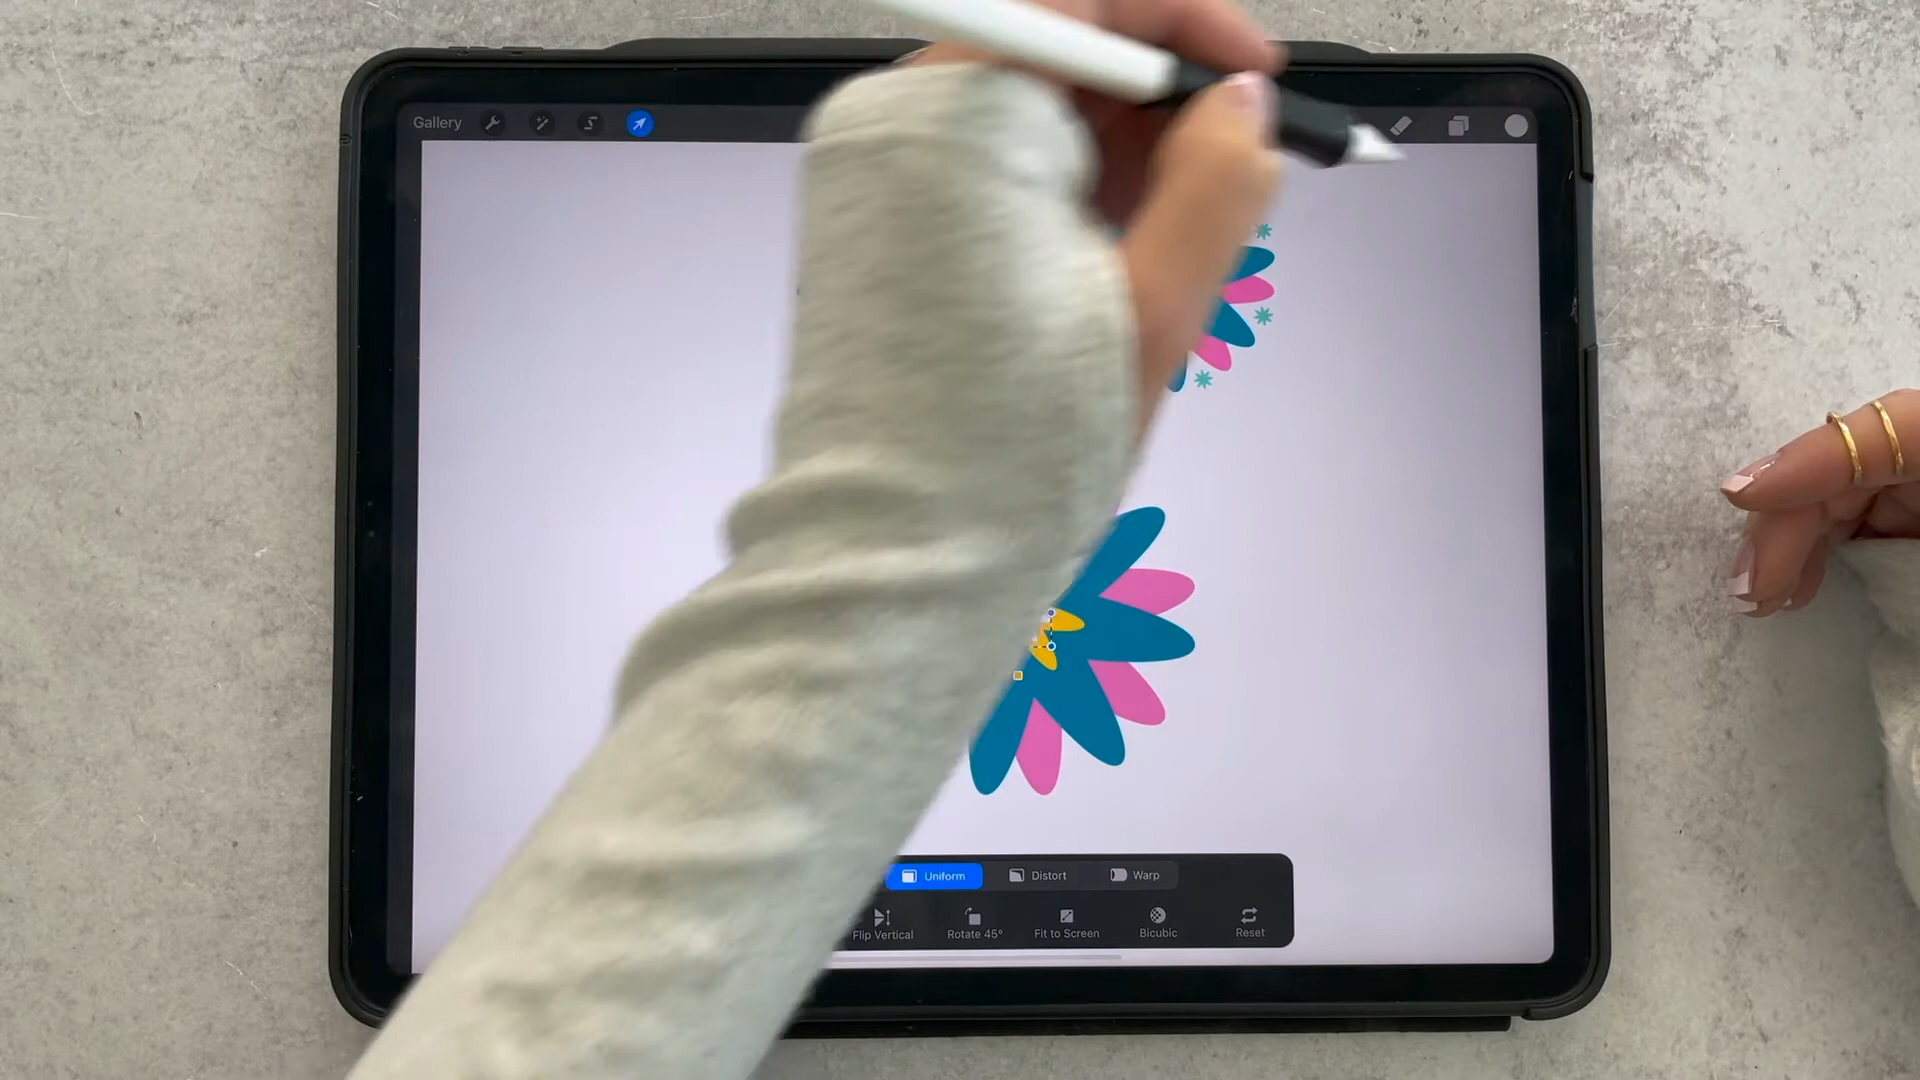 Gallery
Uniform Distort Warp
Flip Vertical Rotate 45° Fit to Screen Bicubic Reset